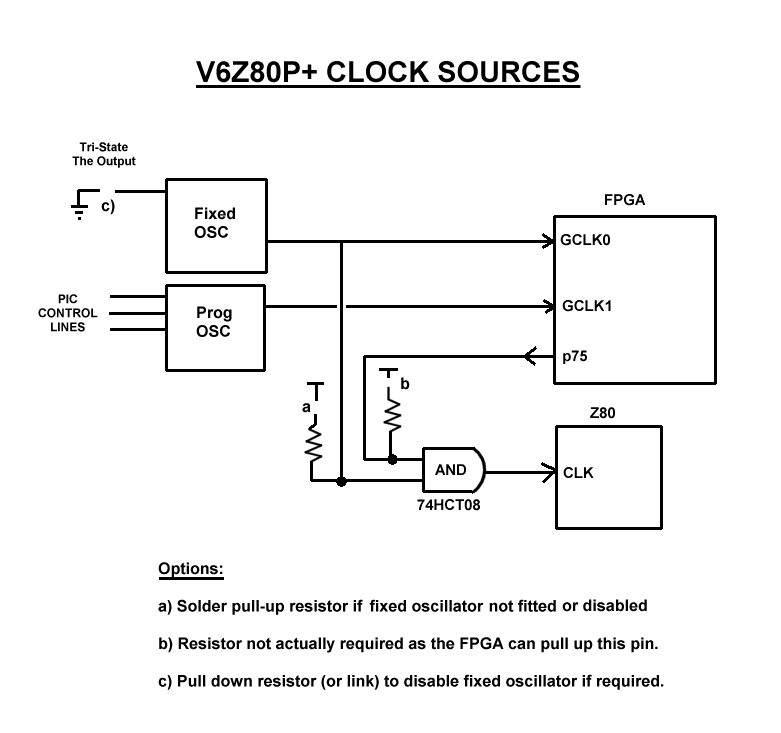 V6Z80P+ CLOCK SOURCES
Tri-State
The Output
c)
Fixed
OSC
FPGA
GCLK0
PIC
CONTROL
LINES
Prog
OSC
GCLK1
p75
b
a
Z80
AND
CLK
74HCT08
Options:
a) Solder pull-up resistor if fixed oscillator not fitted or disabled
b) Resistor not actually required as the FPGA can pull up this pin.
c) Pull down resistor (or link) to disable fixed oscillator if required.